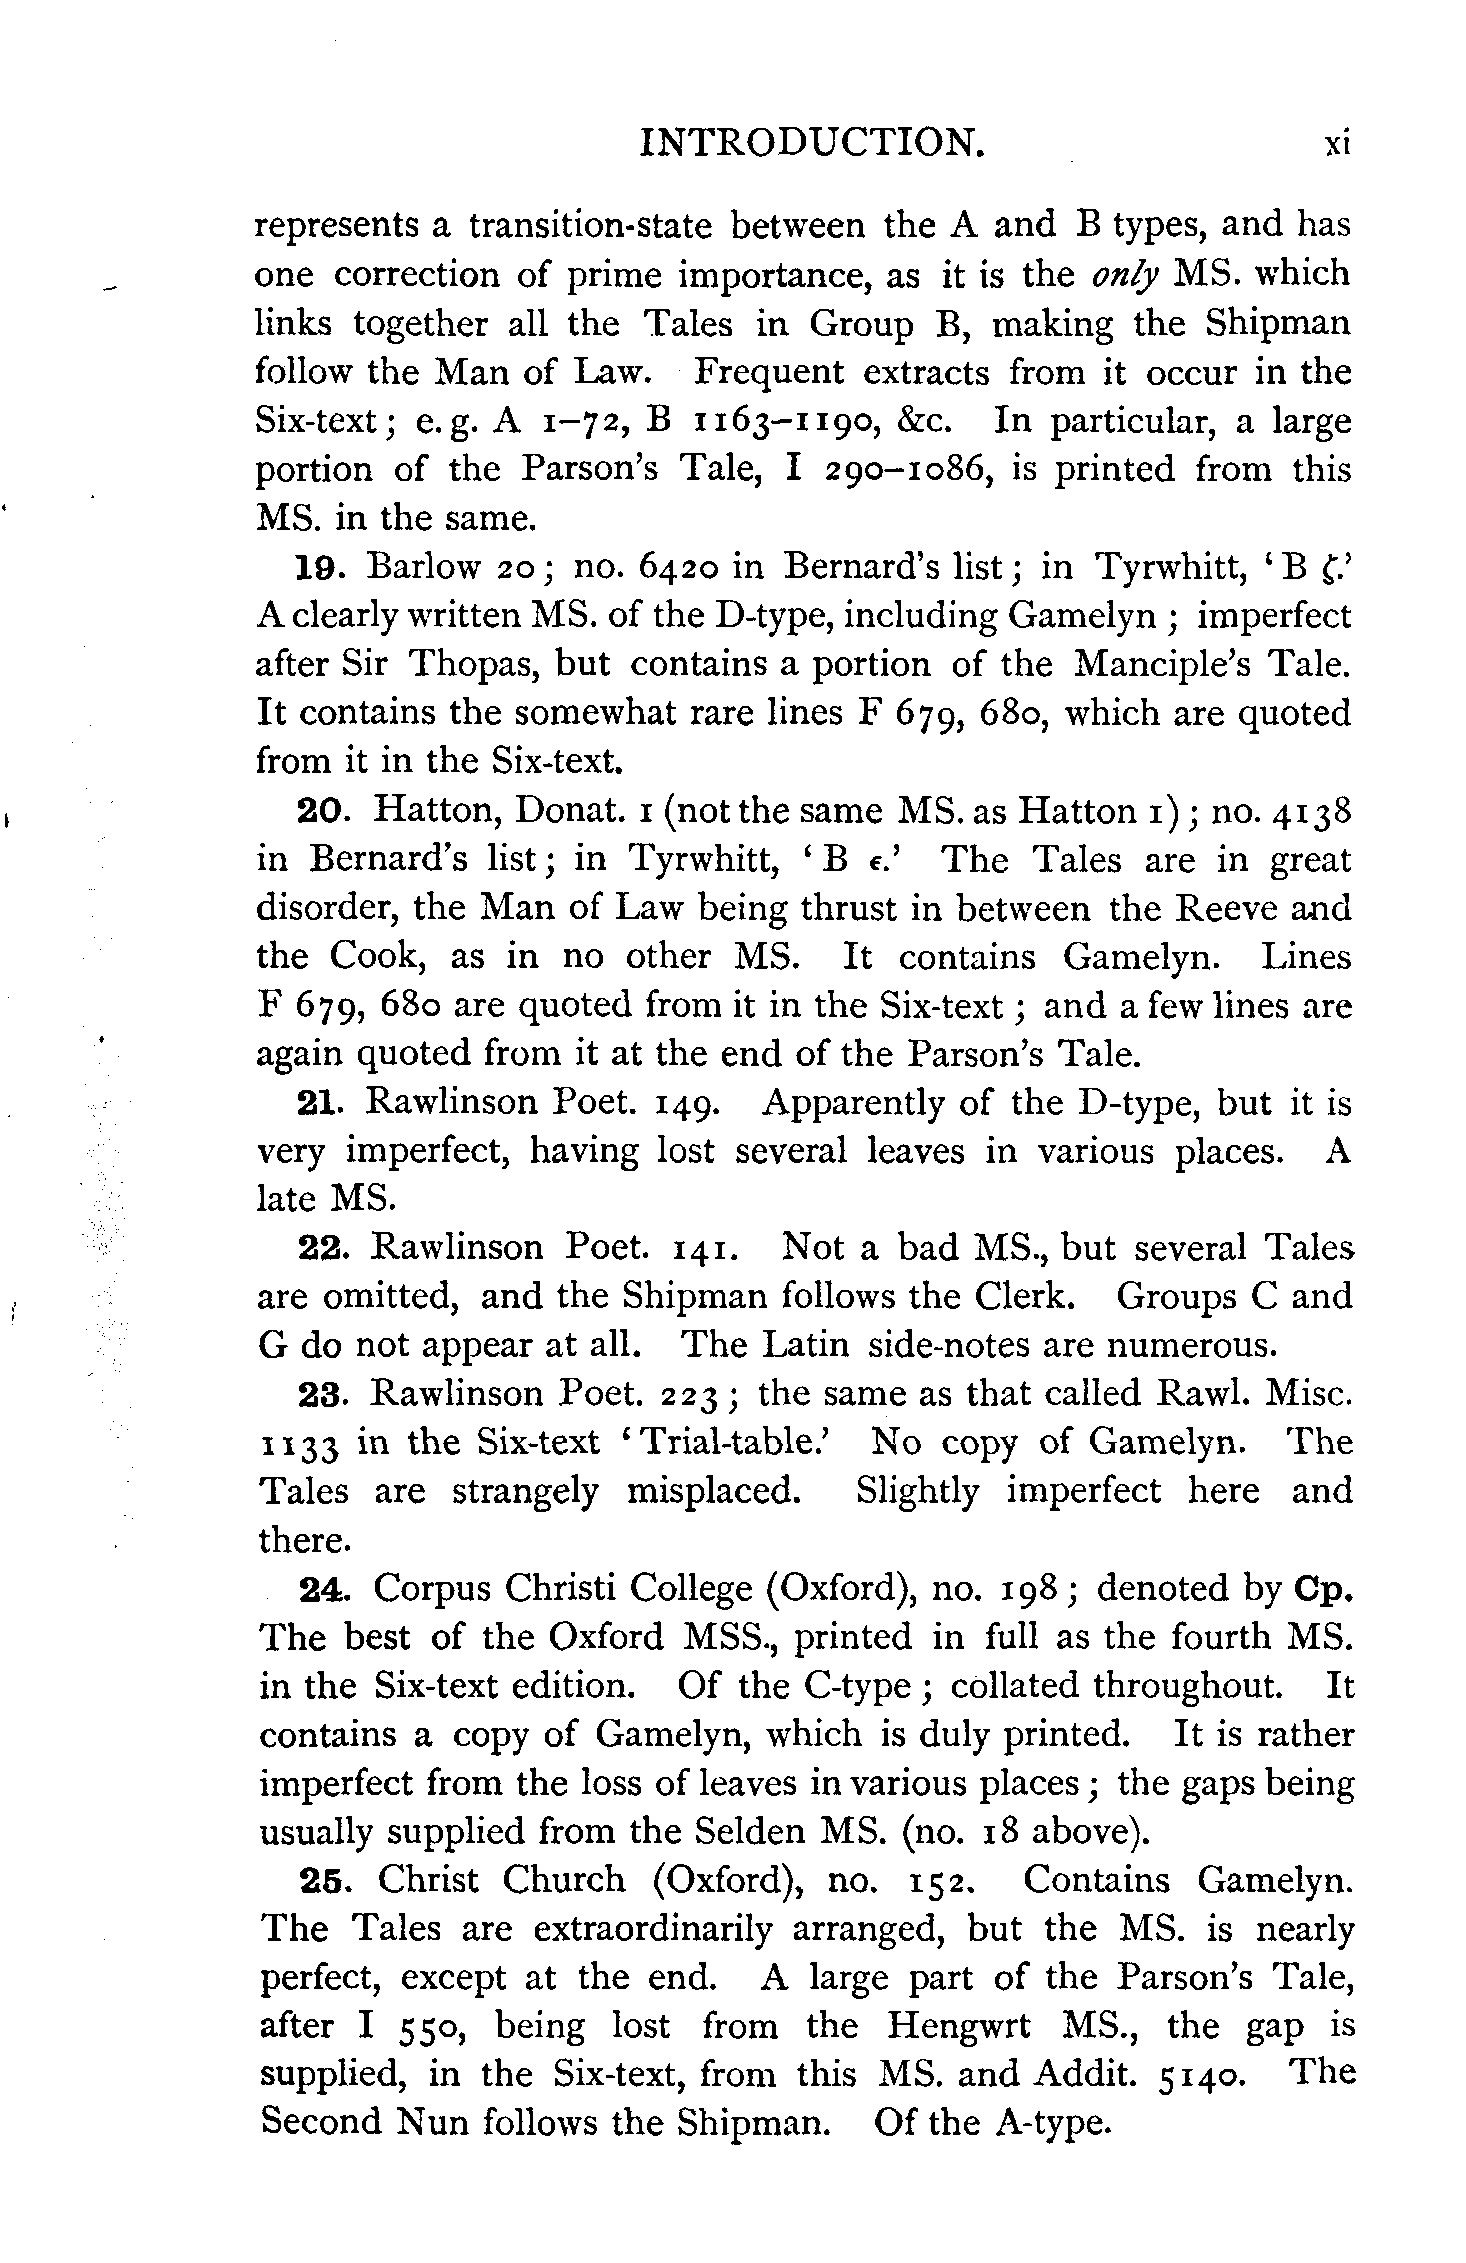 INTRODUCTION. xi
represents a transition-state between the A and B types, and has
one correction of prime importance, as it is the only MS. which
links together all the Tales in Group B, making the Shipman
follow the Man of Law. Frequent extracts from it occur in the
Six-text; e.g. A 1–72, B 1163–1190, &c. In particular, a large
portion of the Parson's Tale, I 290–1086, is printed from this
MS. in the same.
19. Barlow 20; no. 6420 in Bernard's list; in Tyrwhitt, ‘B ζ.’
A clearly written MS. of the D-type, including Gamelyn; imperfect
after Sir Thopas, but contains a portion of the Manciple's Tale.
It contains the somewhat rare lines F 679, 680, which are quoted
from it in the Six-text.
20. Hatton, Donat. 1 (not the same MS. as Hatton 1); no. 4138
in Bernard's list; in Tyrwhitt, ‘B ε.’ The Tales are in great
disorder, the Man of Law being thrust in between the Reeve and
the Cook, as in no other MS. It contains Gamelyn. Lines
F 679, 680 are quoted from it in the Six-text; and a few lines are
again quoted from it at the end of the Parson's Tale.
21. Rawlinson Poet. 149. Apparently of the D-type, but it is
very imperfect, having lost several leaves in various places. A
late MS.
22. Rawlinson Poet. 141. Not a bad MS., but several Tales
are omitted, and the Shipman follows the Clerk. Groups C and
G do not appear at all. The Latin side-notes are numerous.
23. Rawlinson Poet. 223; the same as that called Rawl. Misc.
1133 in the Six-text ‘Trial-table.’ No copy of Gamelyn. The
Tales are strangely misplaced. Slightly imperfect here and
there.
24. Corpus Christi College (Oxford), no. 198; denoted by Cp.
The best of the Oxford MSS., printed in full as the fourth MS.
in the Six-text edition. Of the C-type; collated throughout. It
contains a copy of Gamelyn, which is duly printed. It is rather
imperfect from the loss of leaves in various places; the gaps being
usually supplied from the Selden MS. (no. 18 above).
25. Christ Church (Oxford), no. 152. Contains Gamelyn.
The Tales are extraordinarily arranged, but the MS. is nearly
perfect, except at the end. A large part of the Parson's Tale,
after I 550, being lost from the Hengwrt MS., the gap is
supplied, in the Six-text, from this MS. and Addit. 5140. The
Second Nun follows the Shipman. Of the A-type.